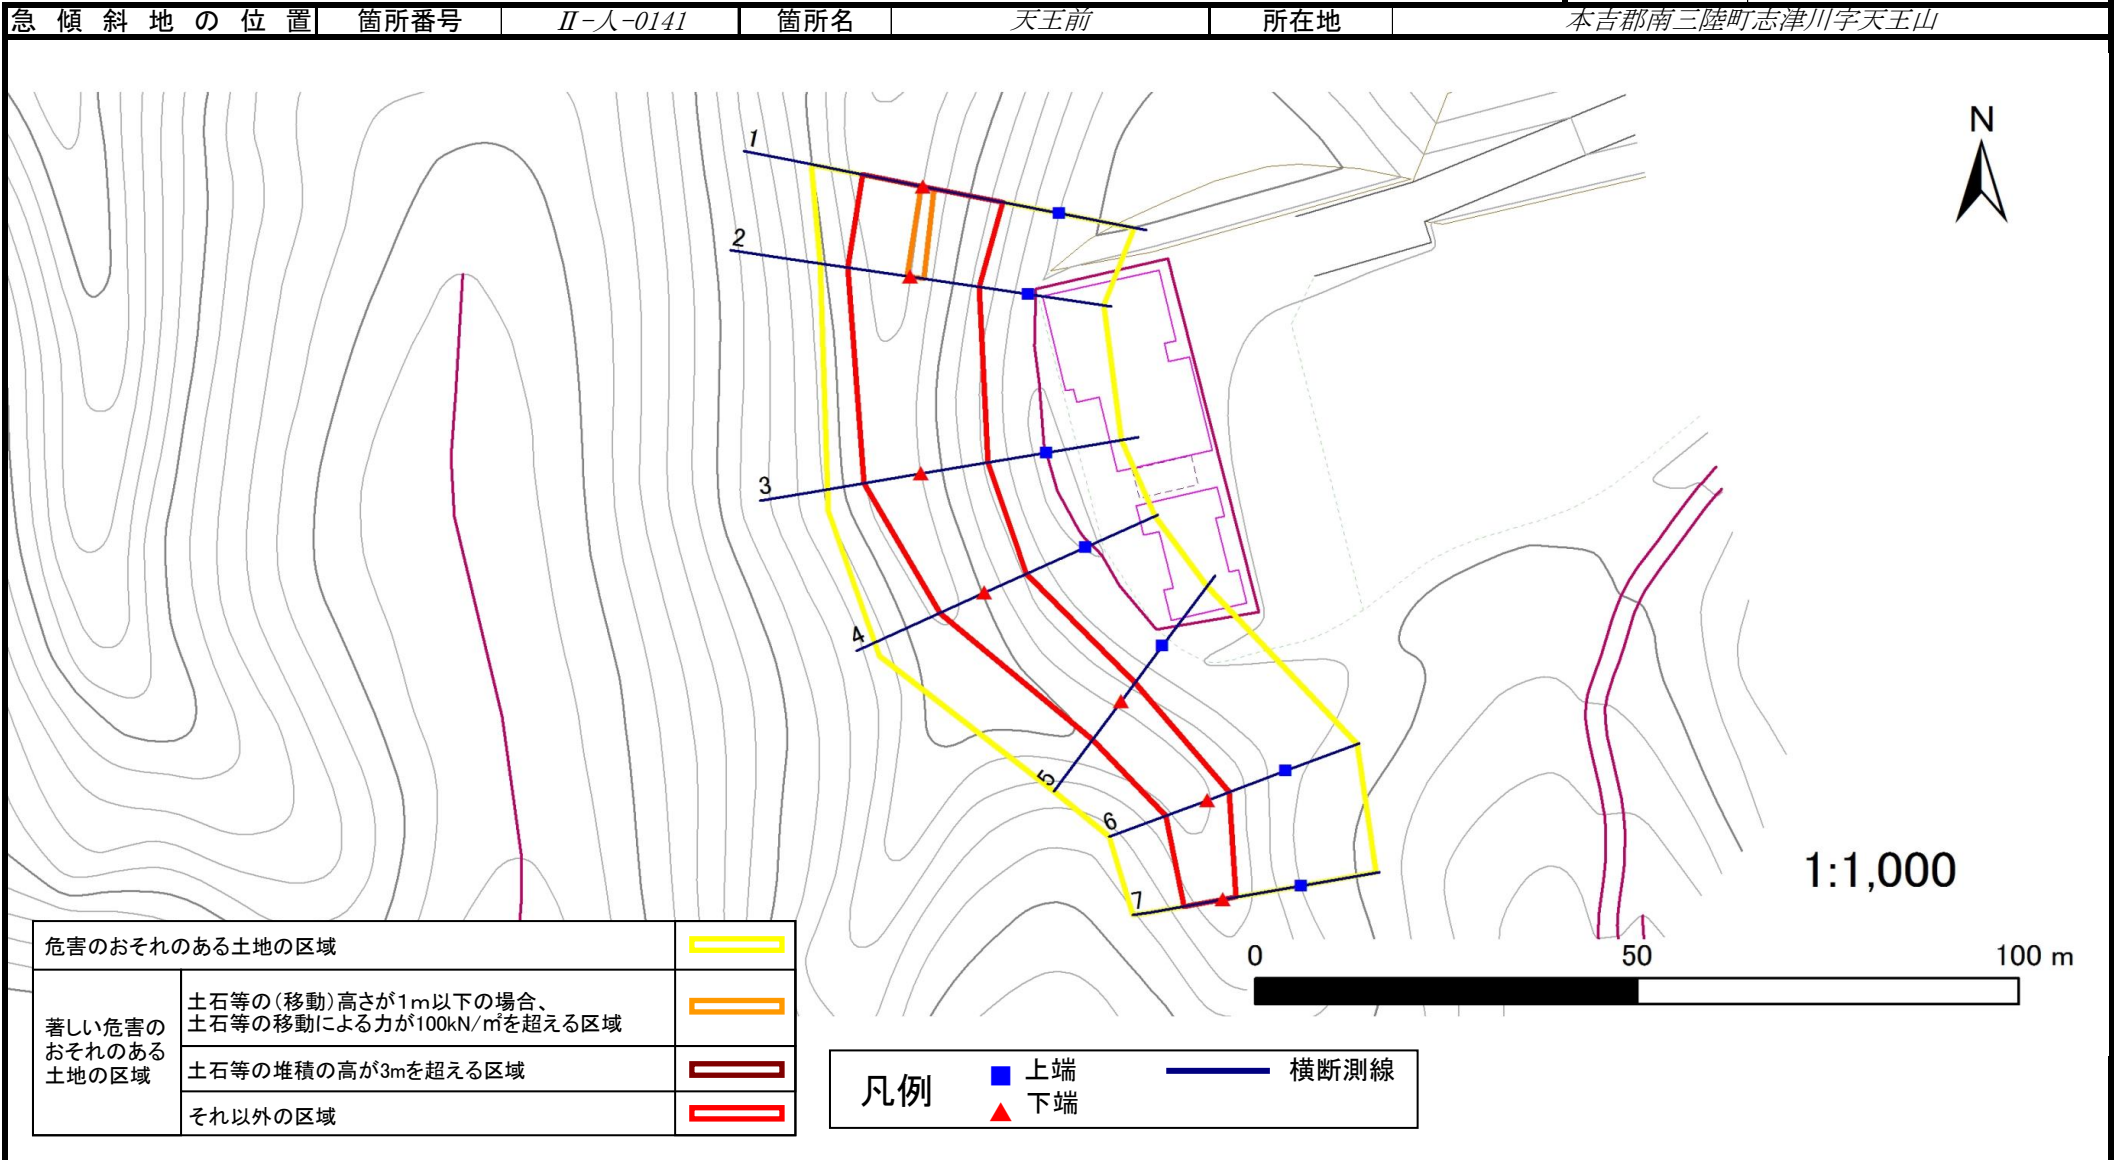 急傾斜地の位置 箇所番号 Ⅱ-人-0141 箇所名 天王前 所在地 本吉郡南三陸町志津川字天王山
N
1
2
3
4
5
6
7
1:1,000
0 50 100 m
危害のおそれのある土地の区域
著しい危害の
おそれのある
土地の区域
土石等の(移動)高さが1m以下の場合、
土石等の移動による力が100kN/㎡を超える区域
土石等の堆積の高が3mを超える区域
それ以外の区域
凡例
上端
下端
横断測線